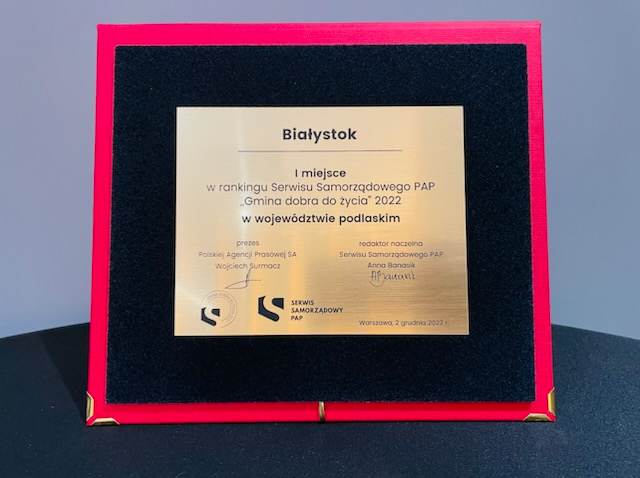 Białystok
I miejsce
w rankingu Serwisu Samorządowego PAP
„Gmina dobra do życia" 2022
w województwie podlaskim
prezes
Polskiej Agencji Prasowej SA
Wojciech Surmacz
redaktor naczelna
Serwisu Samorządowego PAP
Anna Banasik
ABanasik
SERWIS
SAMORZĄDOWY
PAP
Warszawa, 2 grudnia 2022 r.